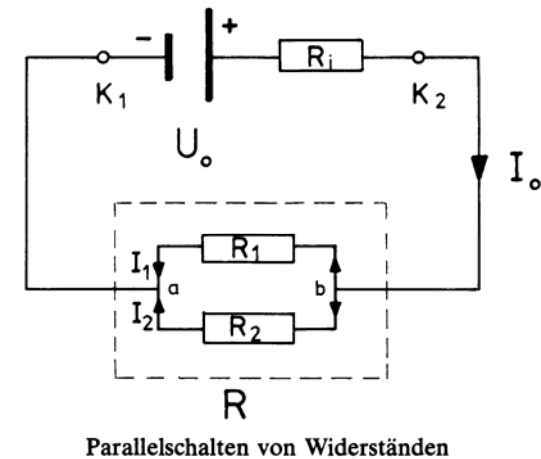 - +
R_i
K_1 K_2
U_o
I_o
R_1
I_1
a b
I_2
R_2
R
Parallelschalten von Widerständen